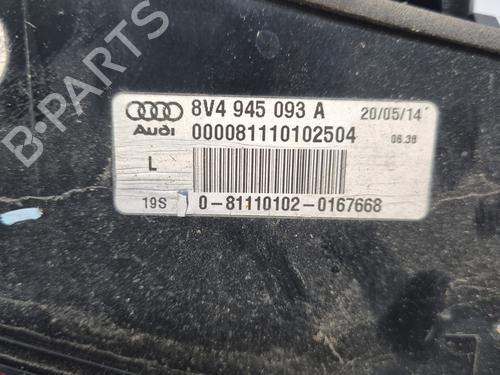 8V4 945 093 A 20/05/14
Audi 000081110102504 06.38
L
19S 0-81110102-0167668
B-PARTS